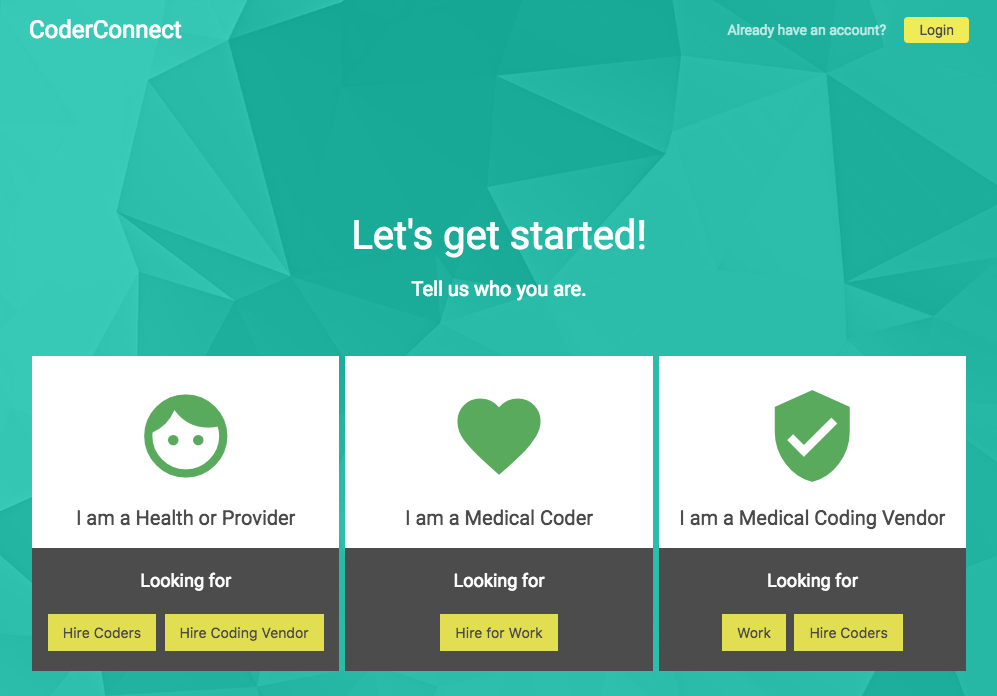 CoderConnect
Already have an account? Login
Let's get started!
Tell us who you are.
I am a Health or Provider
Looking for
Hire Coders Hire Coding Vendor
I am a Medical Coder
Looking for
Hire for Work
I am a Medical Coding Vendor
Looking for
Work Hire Coders